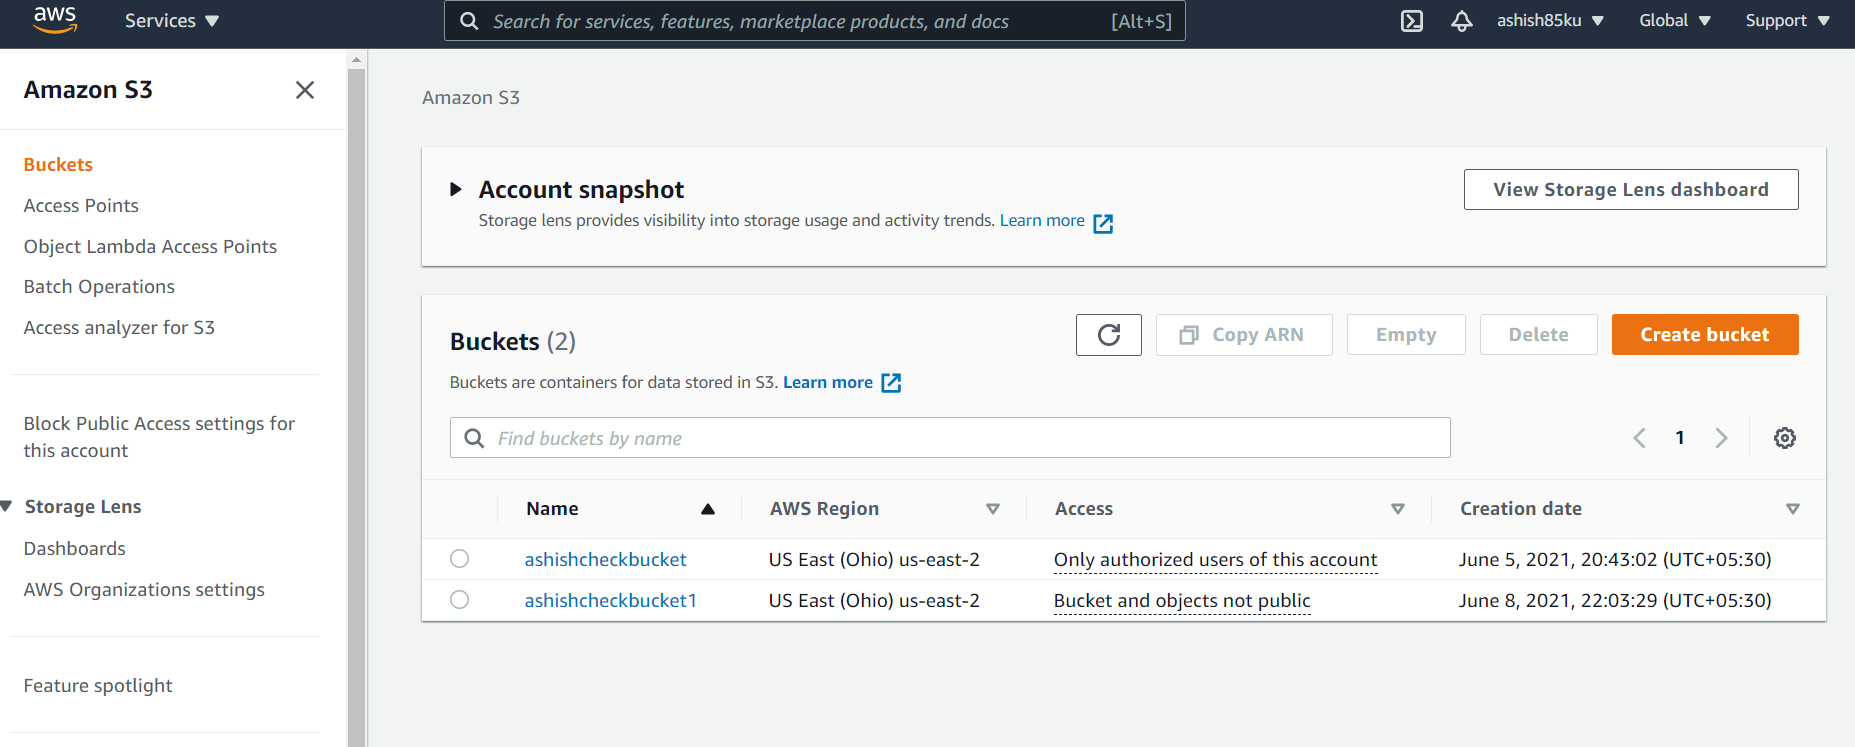 aws Services Search for services, features, marketplace products, and docs [Alt+S] ashish85ku Global Support
Amazon S3
Buckets
Access Points
Object Lambda Access Points
Batch Operations
Access analyzer for S3
Block Public Access settings for
this account
Storage Lens
Dashboards
AWS Organizations settings
Feature spotlight
Amazon S3
Account snapshot
View Storage Lens dashboard
Storage lens provides visibility into storage usage and activity trends. Learn more
Buckets (2)
Copy ARN Empty Delete Create bucket
Buckets are containers for data stored in S3. Learn more
Find buckets by name
1
Name AWS Region Access Creation date
ashishcheckbucket US East (Ohio) us-east-2 Only authorized users of this account June 5, 2021, 20:43:02 (UTC+05:30)
ashishcheckbucket1 US East (Ohio) us-east-2 Bucket and objects not public June 8, 2021, 22:03:29 (UTC+05:30)